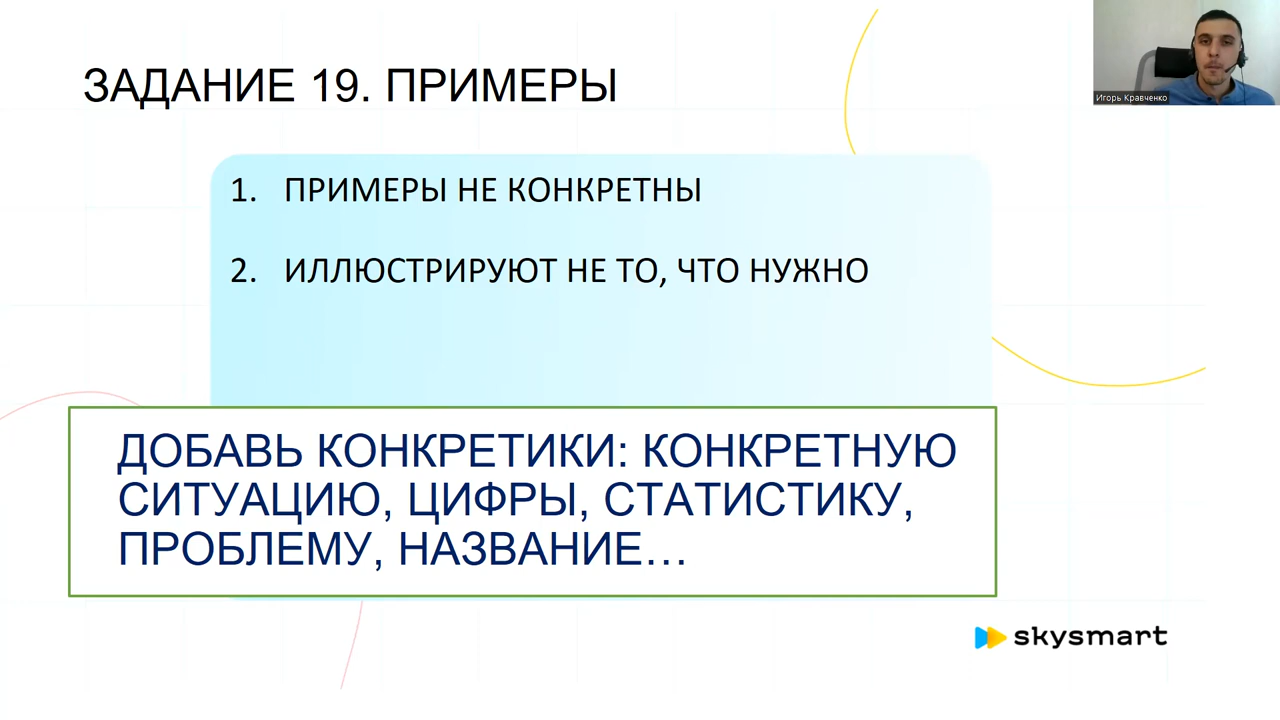 ЗАДАНИЕ 19. ПРИМЕРЫ
Игорь Кравченко
1. ПРИМЕРЫ НЕ КОНКРЕТНЫ
2. ИЛЛЮСТРИРУЮТ НЕ ТО, ЧТО НУЖНО
ДОБАВЬ КОНКРЕТИКИ: КОНКРЕТНУЮ
СИТУАЦИЮ, ЦИФРЫ, СТАТИСТИКУ,
ПРОБЛЕМУ, НАЗВАНИЕ...
skysmart